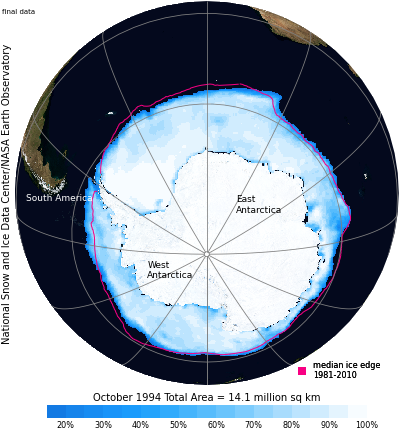 final data
National Snow and Ice Data Center/NASA Earth Observatory
South America
East
Antarctica
West
Antarctica
median ice edge
1981-2010
October 1994 Total Area = 14.1 million sq km
20% 30% 40% 50% 60% 70% 80% 90% 100%